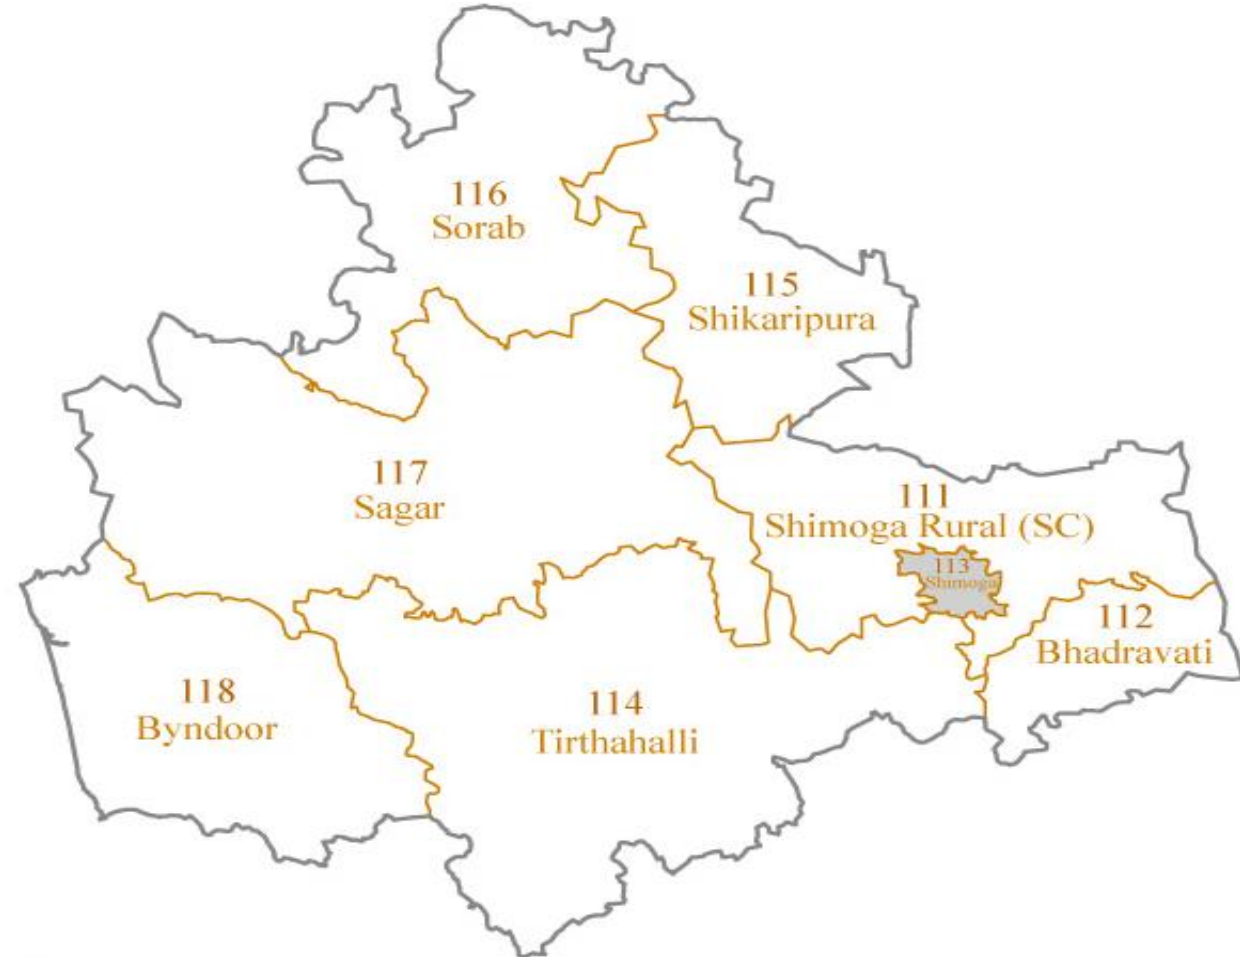 116
Sorab
115
Shikaripura
117
Sagar
111
Shimoga Rural (SC)
113
Shimoga
112
Bhadravati
118
Byndoor
114
Tirthahalli